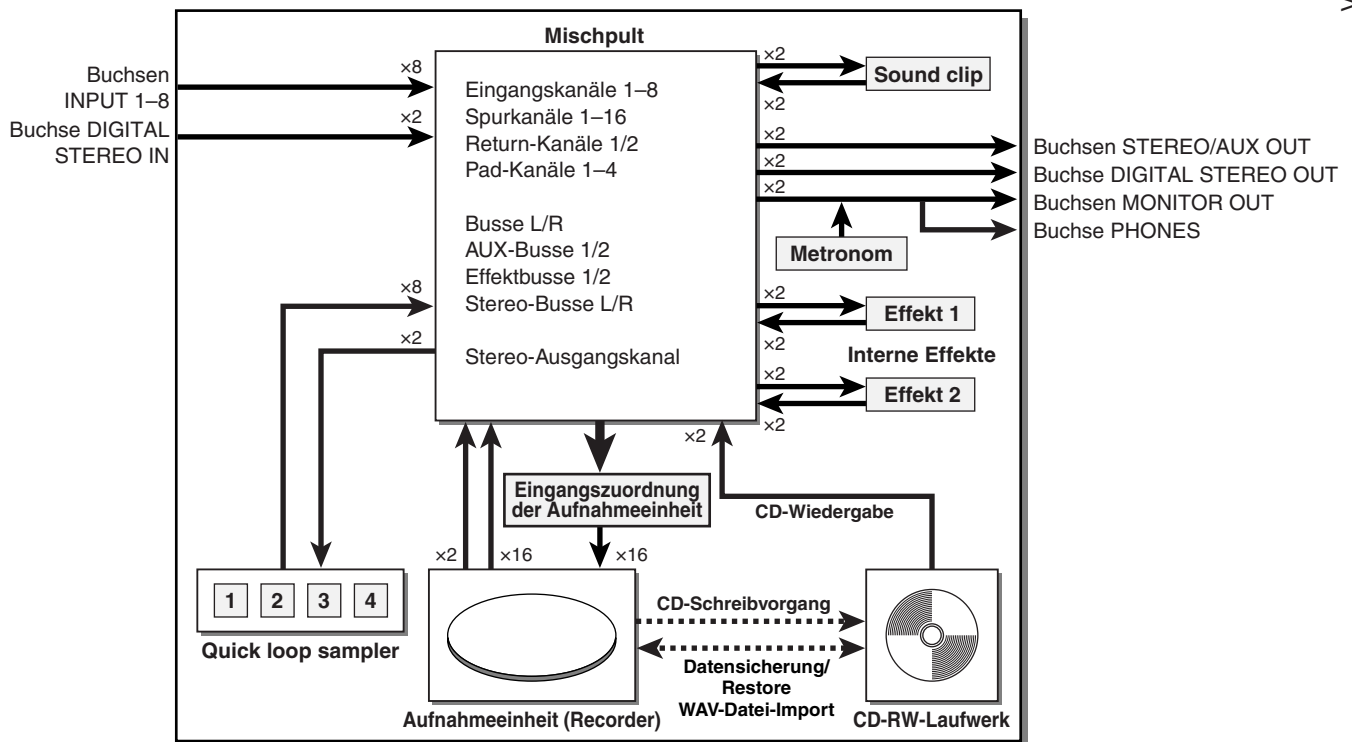 Mischpult
Buchsen
INPUT 1–8
×8
Buchse DIGITAL
STEREO IN
×2
Eingangskanäle 1–8
Spurkanäle 1–16
Return-Kanäle 1/2
Pad-Kanäle 1–4
Busse L/R
AUX-Busse 1/2
Effektbusse 1/2
Stereo-Busse L/R
Stereo-Ausgangskanal
×8
×2
×2
Sound clip
×2
×2
×2
×2
Buchsen STEREO/AUX OUT
Buchse DIGITAL STEREO OUT
Buchsen MONITOR OUT
Buchse PHONES
Metronom
×2
Effekt 1
×2
Interne Effekte
×2
Effekt 2
×2
×2
Eingangszuordnung
der Aufnahmeeinheit
CD-Wiedergabe
×2
×16
×16
1 2 3 4
Quick loop sampler
CD-Schreibvorgang
Datensicherung/
Restore
WAV-Datei-Import
Aufnahmeeinheit (Recorder)
CD-RW-Laufwerk